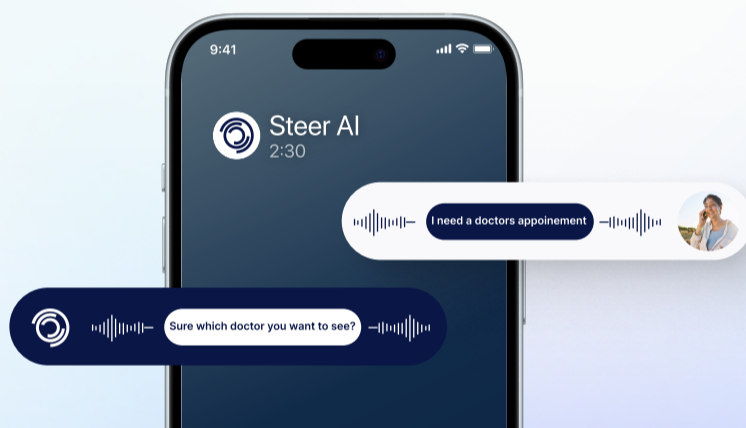 9:41
Steer AI
2:30
I need a doctors appoinement
Sure which doctor you want to see?